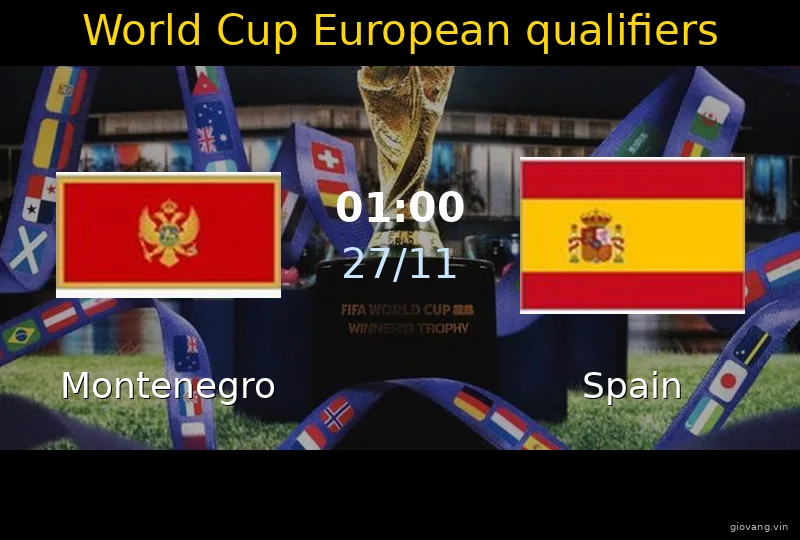 World Cup European qualifiers
01:00
27/11
FIFA WORLD CUP
WINNER'S TROPHY
Montenegro
Spain
giovang.vin